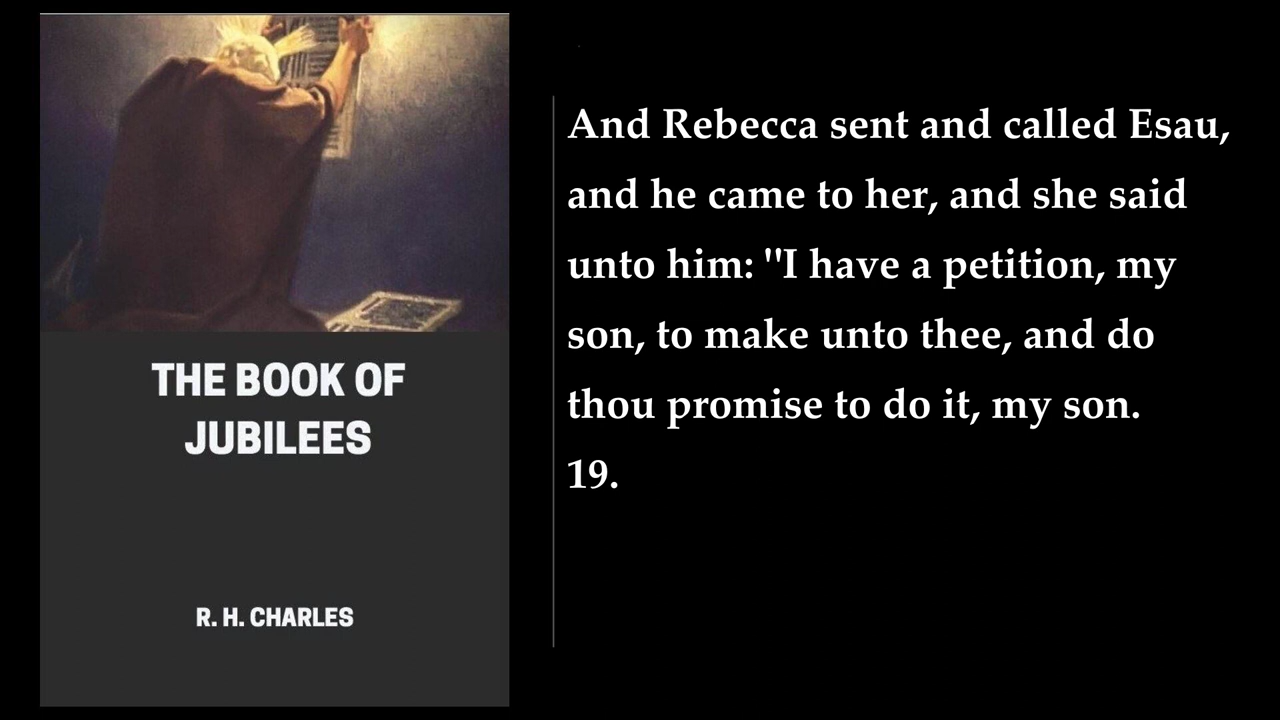 THE BOOK OF
JUBILEES
R. H. CHARLES
And Rebecca sent and called Esau,
and he came to her, and she said
unto him: "I have a petition, my
son, to make unto thee, and do
thou promise to do it, my son.
19.